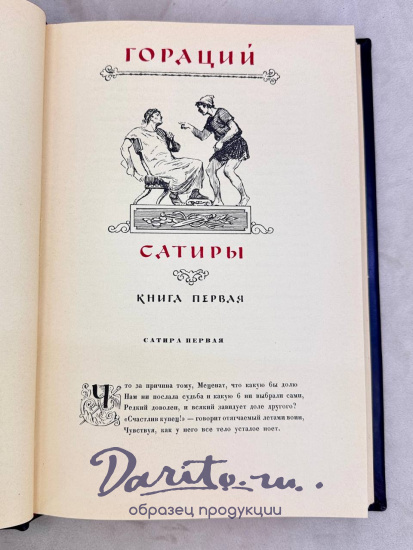 ГОРАЦИЙ
САТИРЫ
КНИГА ПЕРВАЯ
САТИРА ПЕРВАЯ
Что за причина тому, Меценат, что какую бы долю
Нам ни послала судьба и какую б ни выбрали сами,
Редкий доволен, и всякий завидует доле другого?
«Счастлив купец!» — говорит отягчаемый летами воин,
Чувствуя, как у него все тело усталое ноет.
Darito.ru..
образец продукции